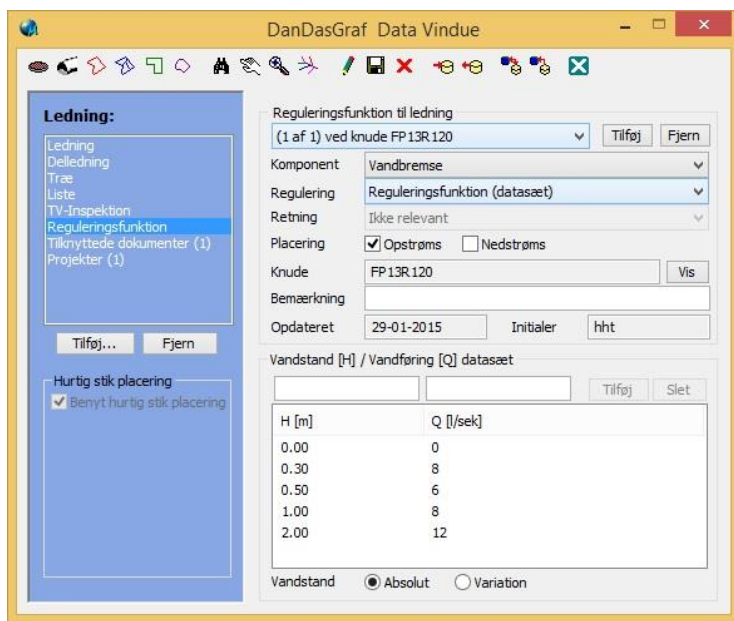 DanDasGraf Data Vindue
Ledning:
Ledning
Delledning
Træ
Liste
TV-Inspektion
Reguleringsfunktion
Tilknyttede dokumenter (1)
Projekter (1)
Tilføj... Fjern
Hurtig stik placering
Benyt hurtig stik placering
Reguleringsfunktion til ledning
(1 af 1) ved knude FP13R120 Tilføj Fjern
Komponent Vandbremse
Regulering Reguleringsfunktion (datasæt)
Retning Ikke relevant
Placering Opstrøms Nedstrøms
Knude FP13R120 Vis
Bemærkning
Opdateret 29-01-2015 Initialer hht
Vandstand [H] / Vandføring [Q] datasæt
Tilføj Slet
H [m] Q [l/sek]
0.00 0
0.30 8
0.50 6
1.00 8
2.00 12
Vandstand Absolut Variation